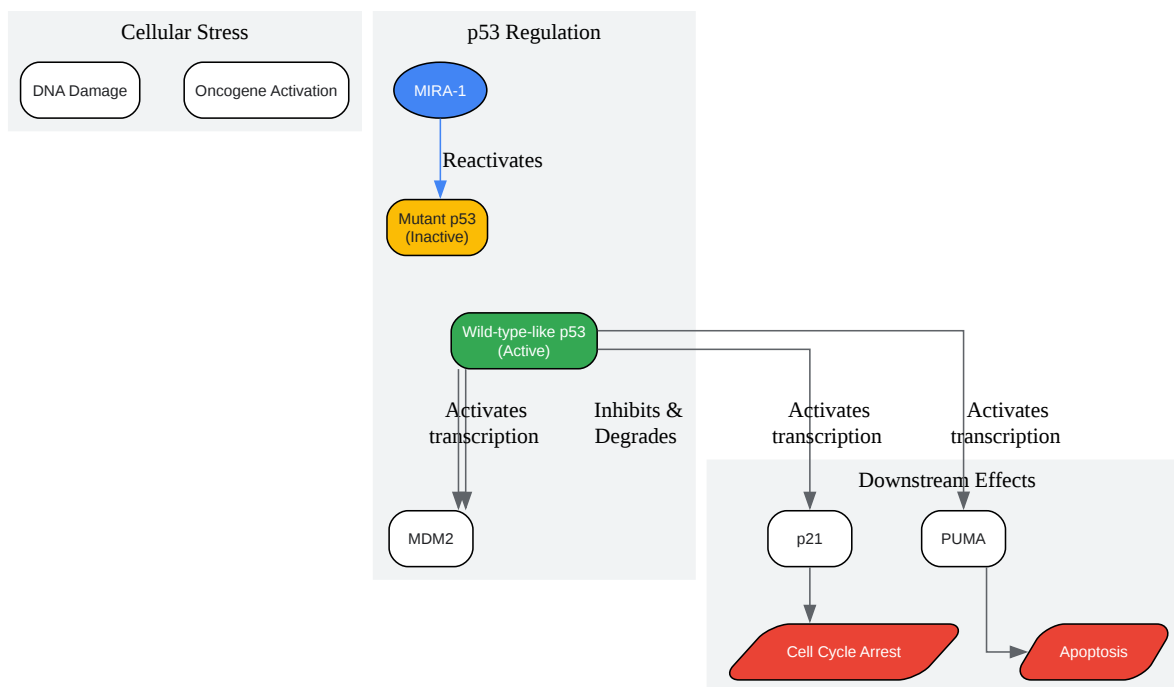 Cellular Stress
p53 Regulation
DNA Damage
Oncogene Activation
MIRA-1
Reactivates
Mutant p53
(Inactive)
Wild-type-like p53
(Active)
Activates
transcription
Inhibits &
Degrades
Activates
transcription
Activates
transcription
Downstream Effects
MDM2
p21
PUMA
Cell Cycle Arrest
Apoptosis